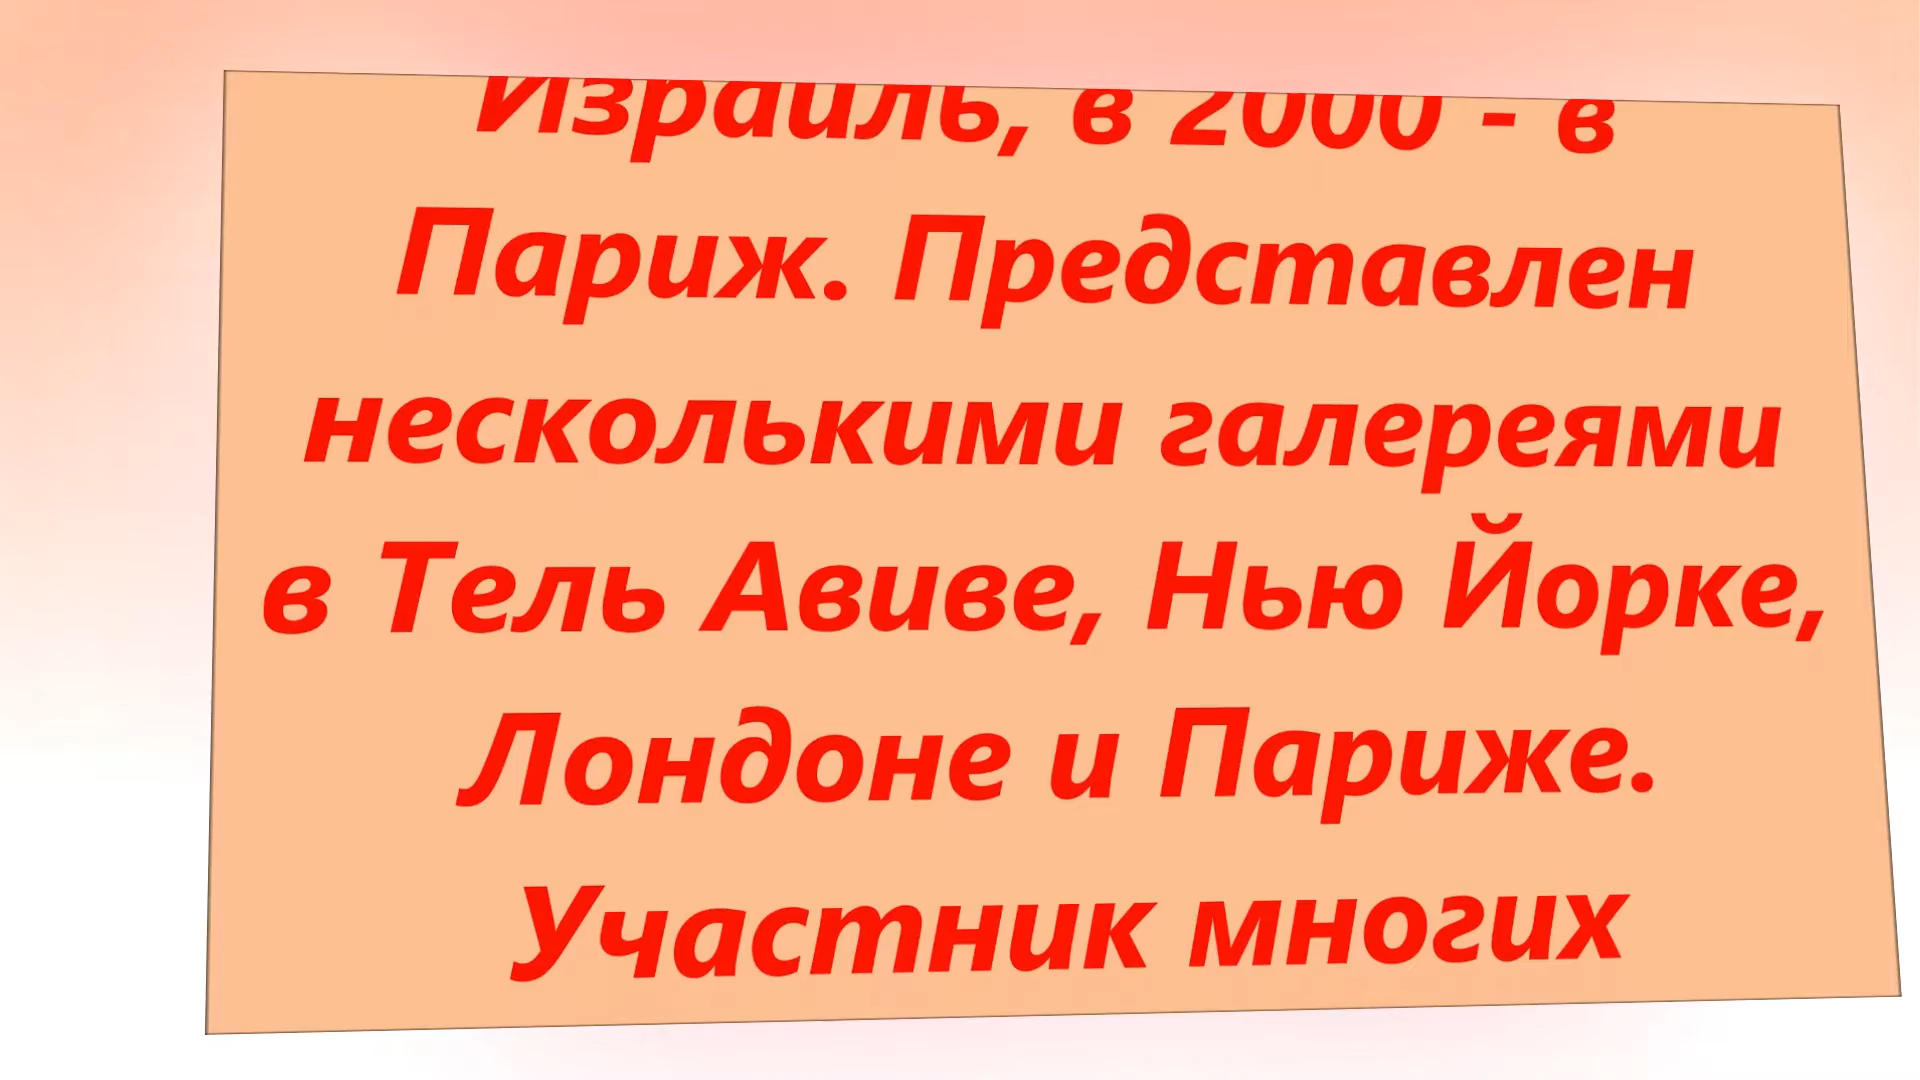 Израиль, в 2000 - в
Париж. Представлен
несколькими галереями
в Тель Авиве, Нью Йорке,
Лондоне и Париже.
Участник многих